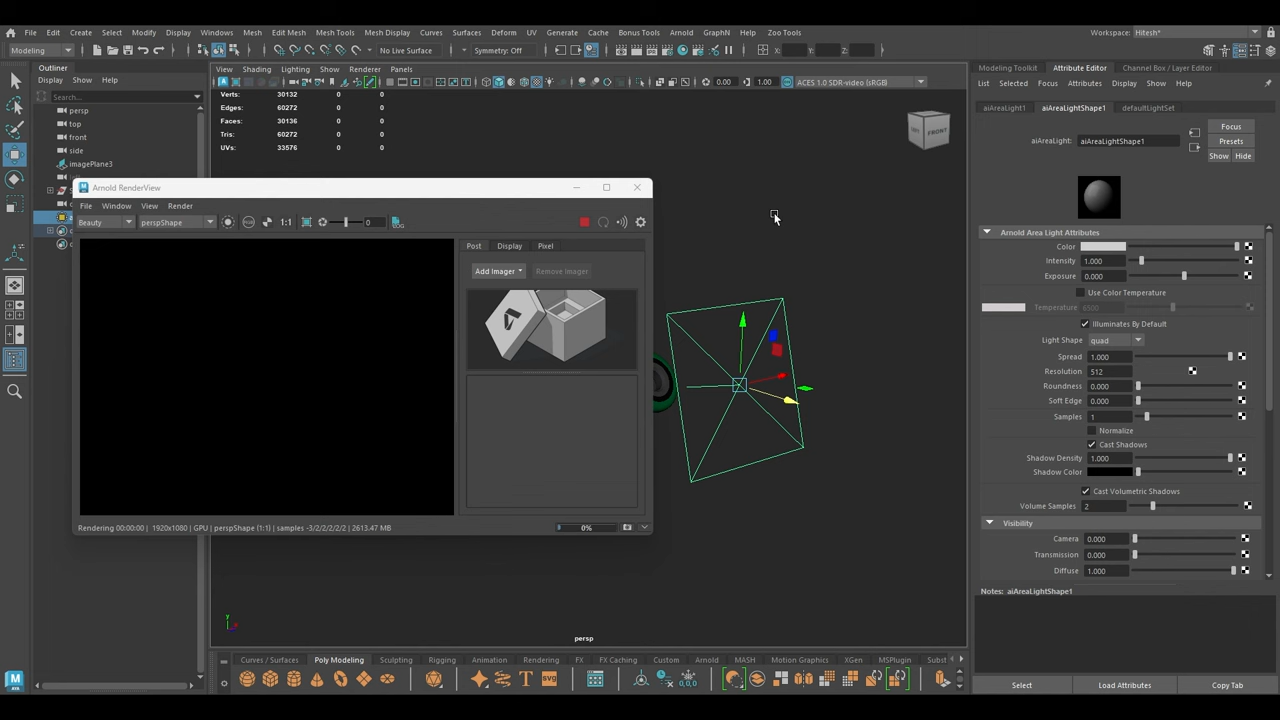 File Edit Create Select Modify Display Windows Mesh Edit Mesh Mesh Tools Mesh Display Curves Surfaces Deform UV Generate Cache Bonus Tools Arnold GraphN Help Zoo Tools Workspace: Hitesh*
Modeling No Live Surface Symmetry: Off X: Y: Z:
Outliner
Display Show Help
Search...
persp
top
front
side
imagePlane3
View Shading Lighting Show Renderer Panels
0.00 1.00 ACES 1.0 SDR-video (sRGB)
Verts: 30132 0 0
Edges: 60272 0 0
Faces: 30136 0 0
Tris: 60272 0 0
UVs: 33576 0 0
FRONT
Arnold RenderView
File Window View Render
Beauty perspShape 1:1 0
Post Display Pixel
Add Imager Remove Imager
Rendering 00:00:00 | 1920x1080 | GPU | perspShape [1:1] | samples -3/2/2/2/2/2 | 2613.47 MB 0%
persp
Curves / Surfaces Poly Modeling Sculpting Rigging Animation Rendering FX FX Caching Custom Arnold MASH Motion Graphics XGen MSPlugin Subst
Modeling Toolkit Attribute Editor Channel Box / Layer Editor
List Selected Focus Attributes Display Show Help
aiAreaLight1 aiAreaLightShape1 defaultLightSet
Focus
aiAreaLight: aiAreaLightShape1 Presets
Show Hide
Arnold Area Light Attributes
Color
Intensity 1.000
Exposure 0.000
Use Color Temperature
Temperature 6500
Illuminates By Default
Light Shape quad
Spread 1.000
Resolution 512
Roundness 0.000
Soft Edge 0.000
Samples 1
Normalize
Cast Shadows
Shadow Density 1.000
Shadow Color
Cast Volumetric Shadows
Volume Samples 2
Visibility
Camera 0.000
Transmission 0.000
Diffuse 1.000
Notes: aiAreaLightShape1
Select Load Attributes Copy Tab